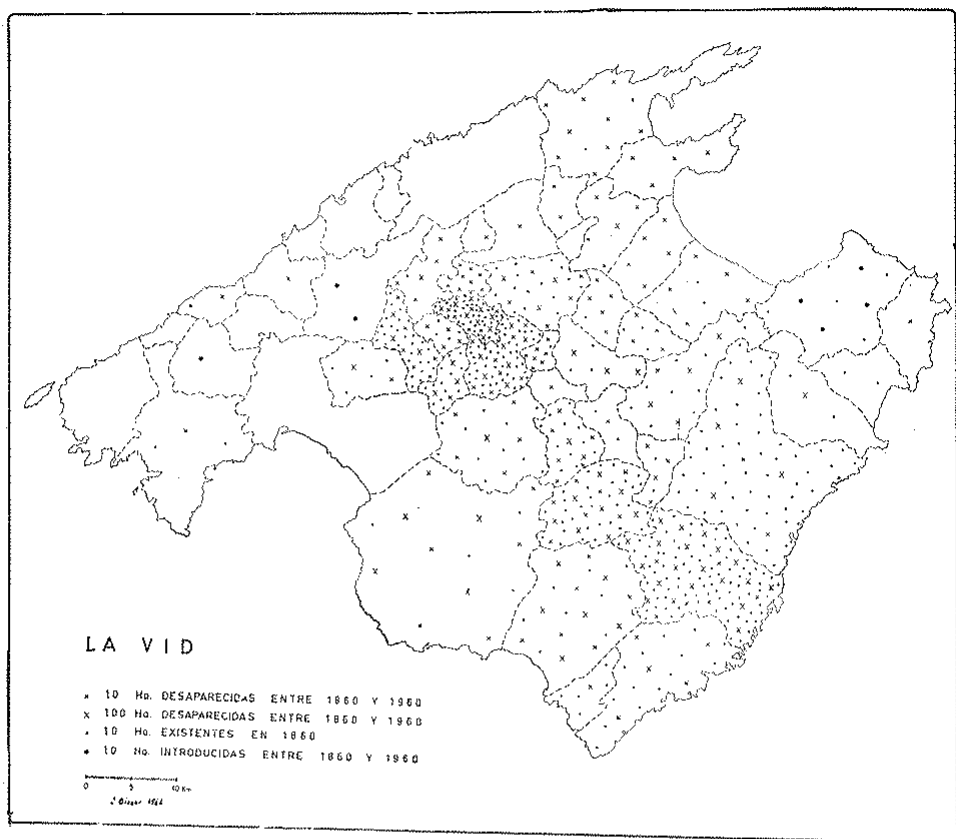 LA VID
× 10 Ha. DESAPARECIDAS ENTRE 1860 Y 1960
× 100 Ha. DESAPARECIDAS ENTRE 1860 Y 1960
· 10 Ha. EXISTENTES EN 1860
• 10 Ha. INTRODUCIDAS ENTRE 1860 Y 1960
0 5 10 Km